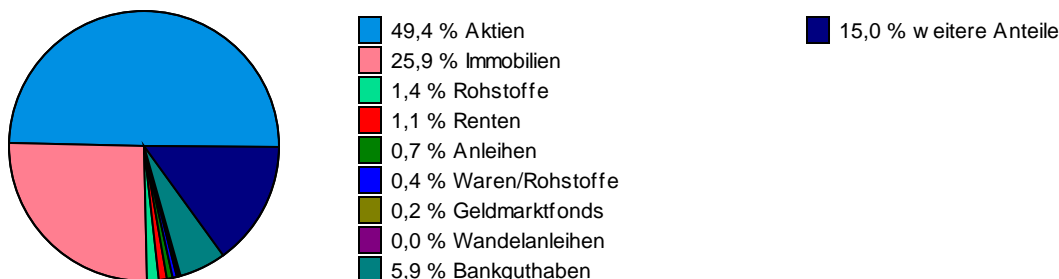 49,4 % Aktien
25,9 % Immobilien
1,4 % Rohstoffe
1,1 % Renten
0,7 % Anleihen
0,4 % Waren/Rohstoffe
0,2 % Geldmarktfonds
0,0 % Wandelanleihen
5,9 % Bankguthaben
15,0 % weitere Anteile